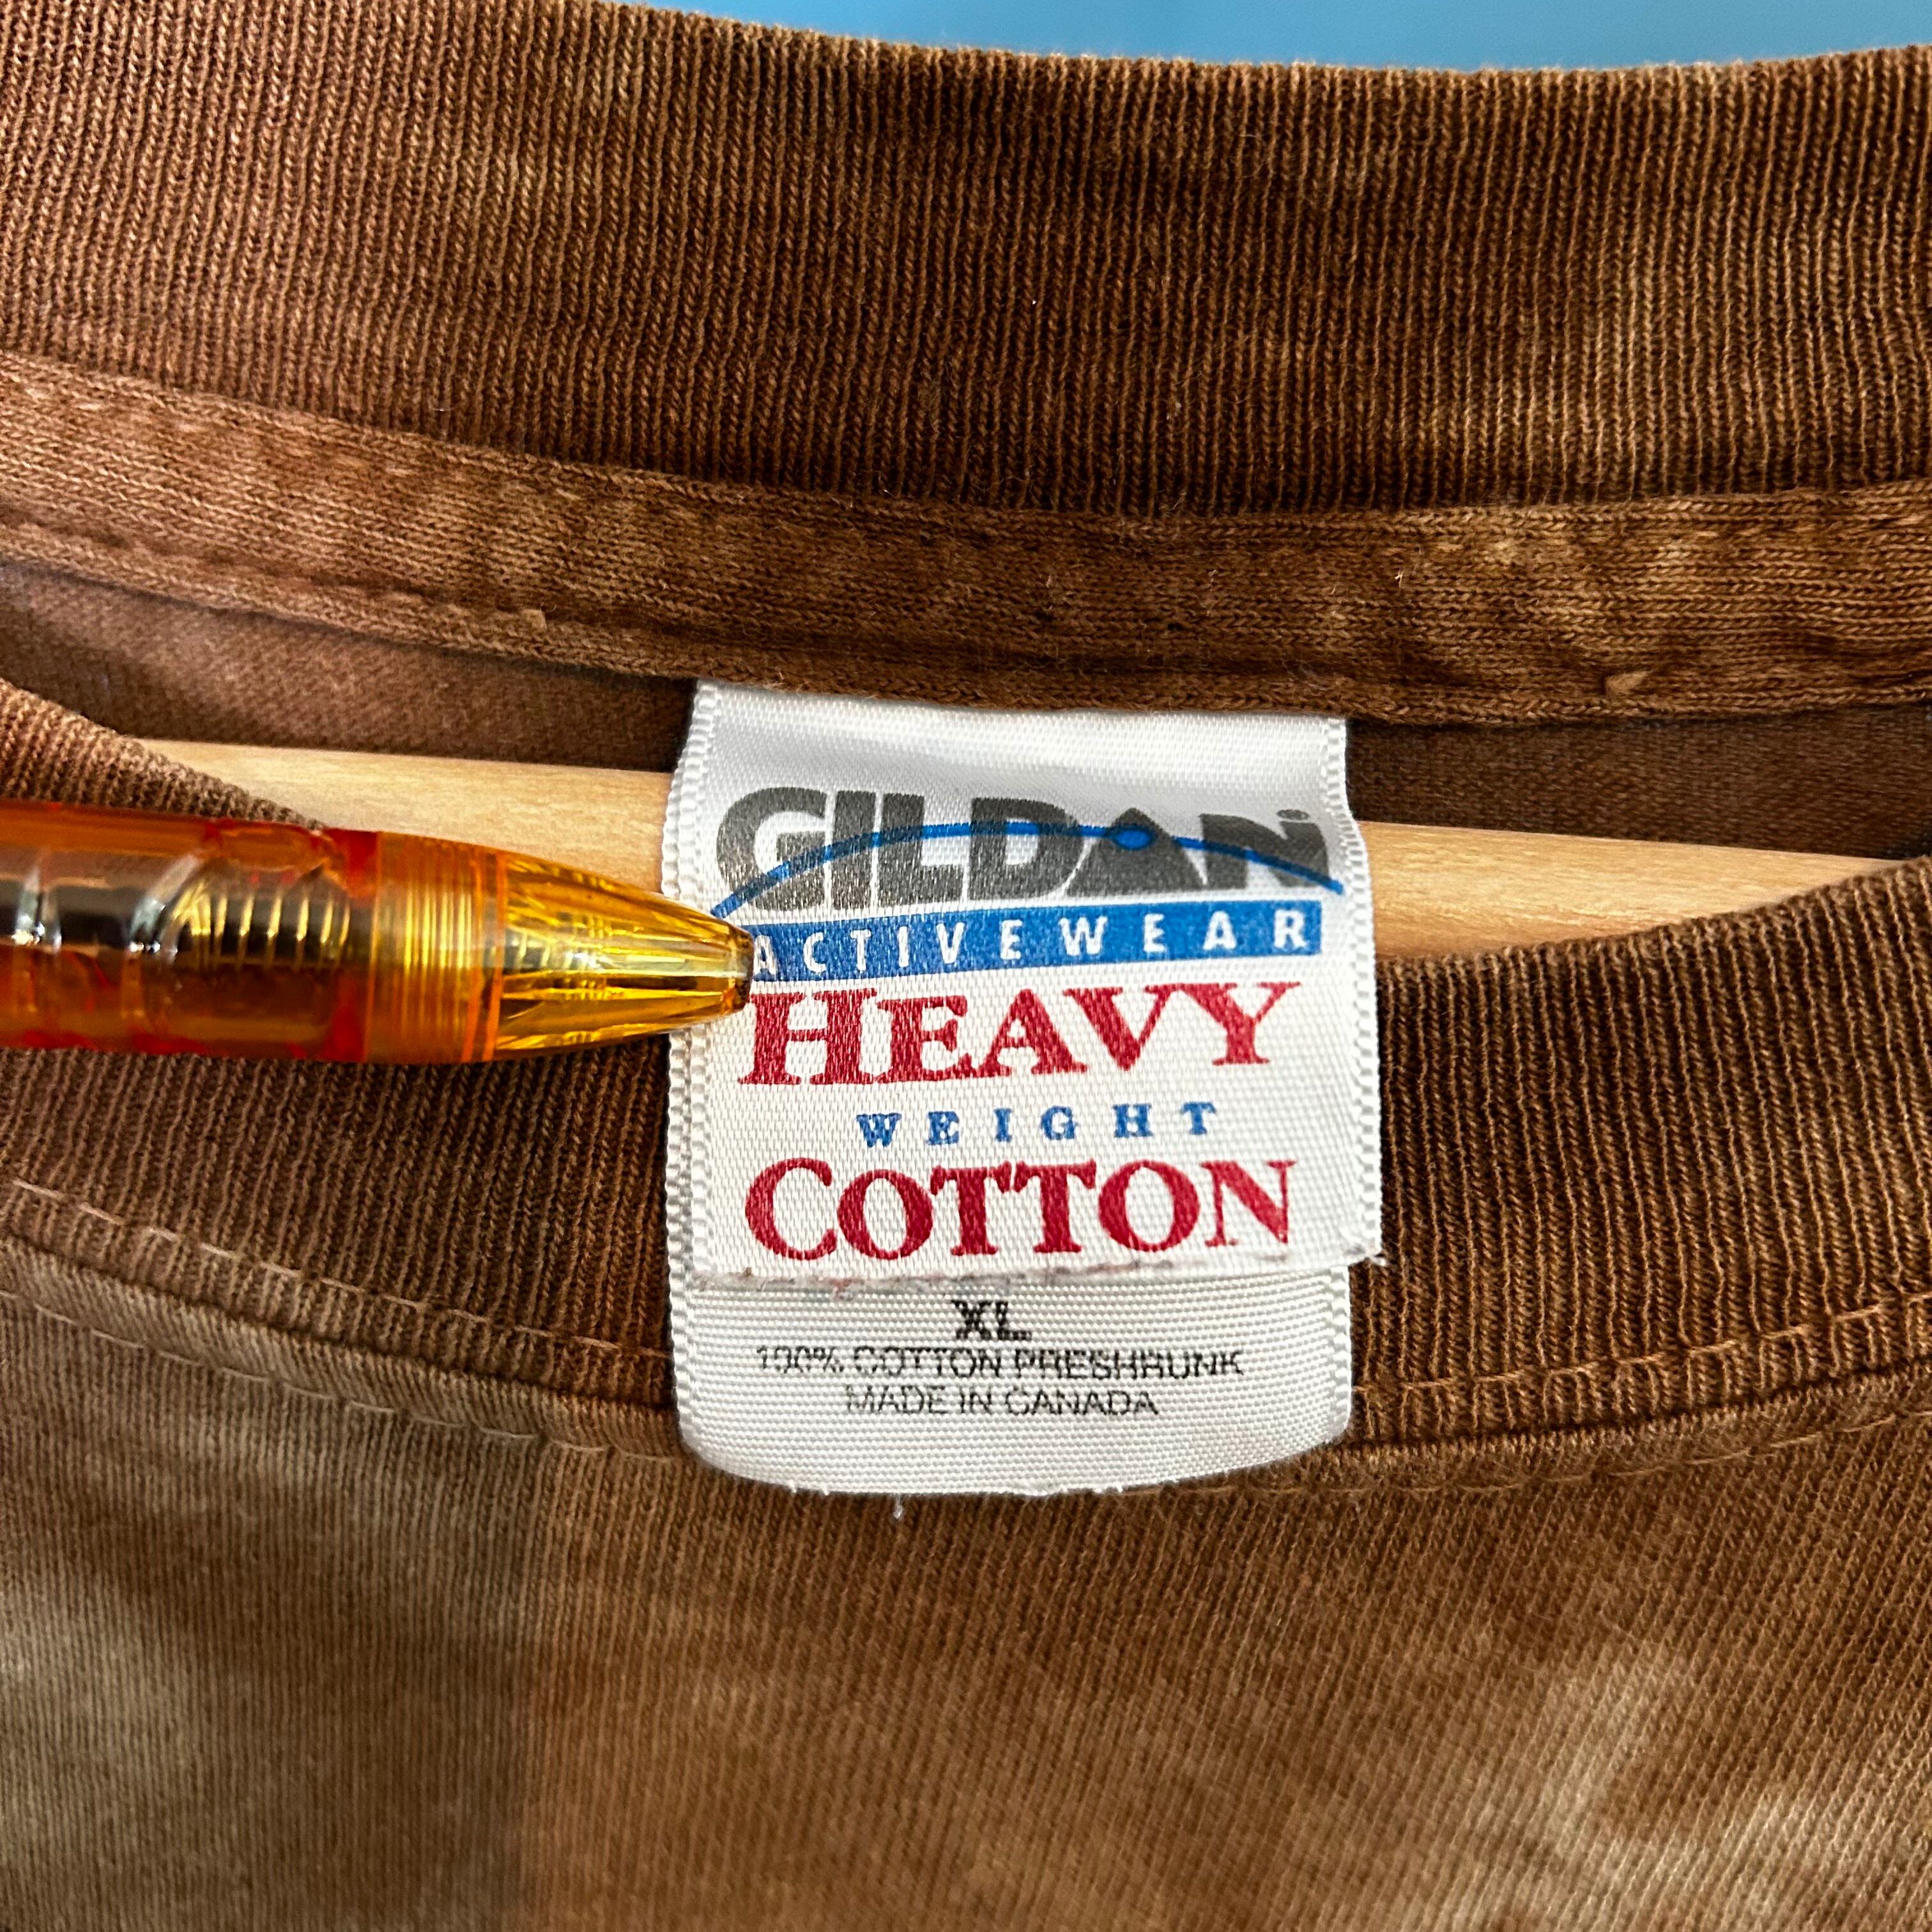 GILDAN®
ACTIVEWEAR
HEAVY
WEIGHT
COTTON
XL
100% COTTON PRESHRUNK
MADE IN CANADA